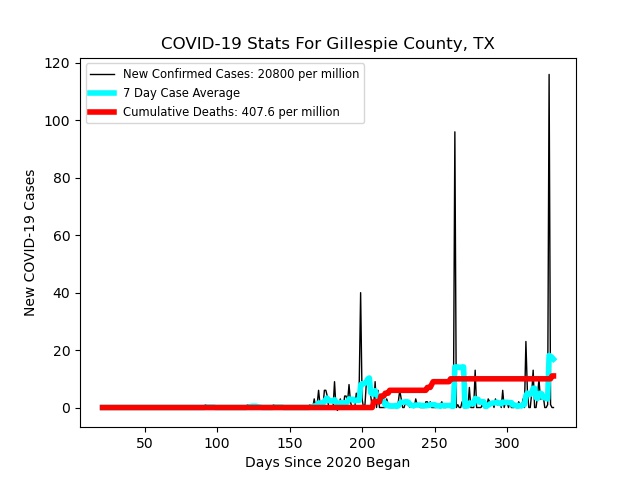 COVID-19 Stats For Gillespie County, TX
New Confirmed Cases: 20800 per million
7 Day Case Average
Cumulative Deaths: 407.6 per million
New COVID-19 Cases
120
100
80
60
40
20
0
50 100 150 200 250 300
Days Since 2020 Began